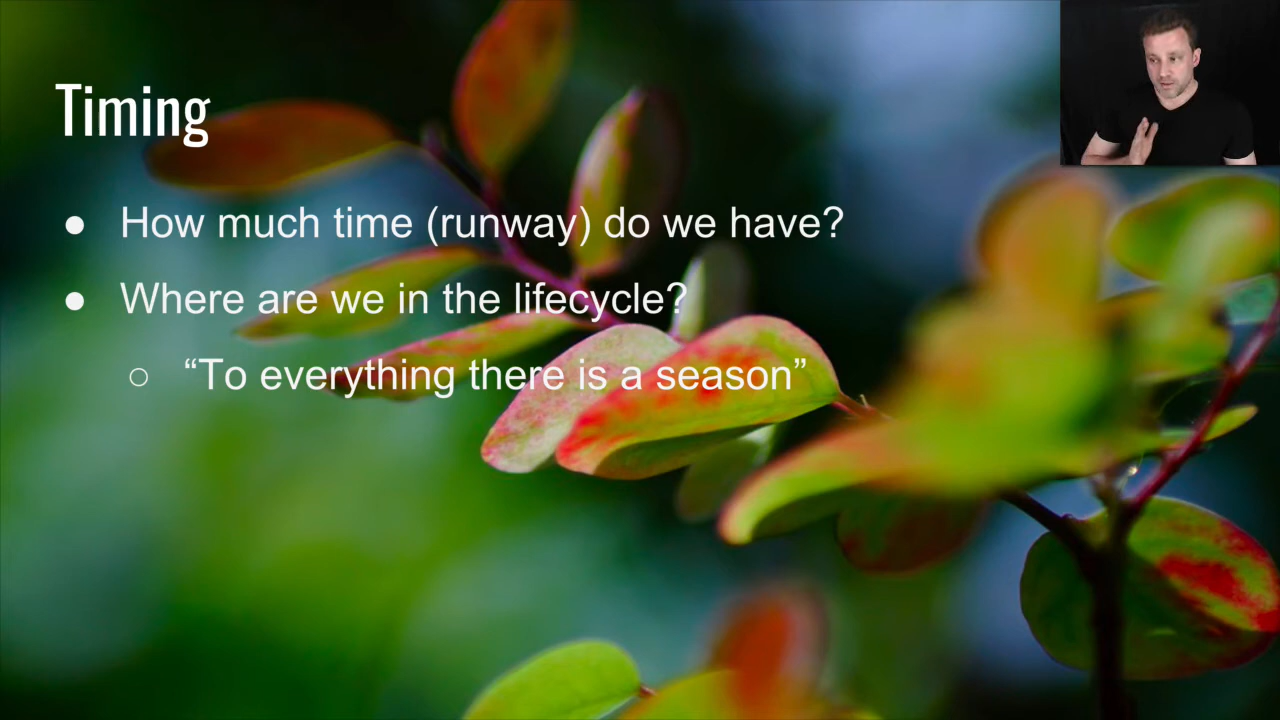 Timing
● How much time (runway) do we have?
● Where are we in the lifecycle?
○ “To everything there is a season”